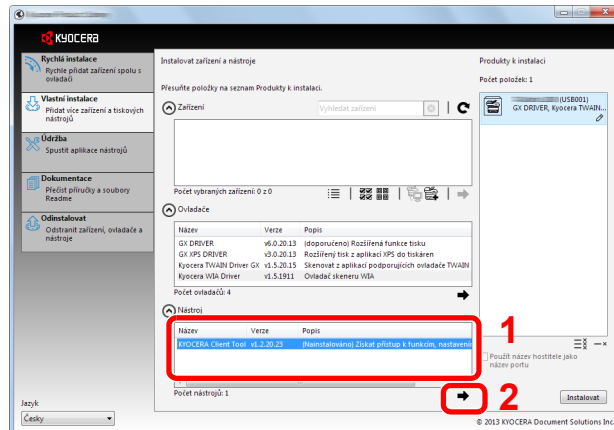 KYOCERA
Rychlá instalace
Rychle přidat zařízení spolu s
ovladači
Vlastní instalace
Přidat více zařízení a tiskových
nástrojů
Údržba
Spustit aplikace nástrojů
Dokumentace
Přečíst příručky a soubory
Readme
Odinstalovat
Odstranit zařízení, ovladače a
nástroje
Jazyk
Česky
Instalovat zařízení a nástroje
Přesuňte položky na seznam Produkty k instalaci.
Zařízení
Vyhledat zařízení
Počet vybraných zařízení: 0 z 0
Ovladače
Název Verze Popis
GX DRIVER v6.0.20.13 (doporučeno) Rozšířená funkce tisku
GX XPS DRIVER v3.0.20.13 Rozšířený tisk z aplikací XPS do tiskáren
Kyocera TWAIN Driver GX v1.5.20.15 Skenovat z aplikací podporujících ovladače TWAIN
Kyocera WIA Driver v1.5.1911 Ovladač skeneru WIA
Počet ovladačů: 4
Nástroj
Název Verze Popis
KYOCERA Client Tool v1.2.20.23 (Nainstalováno) Získat přístup k funkcím, nastavení
Počet nástrojů: 1
1
2
Produkty k instalaci
Počet položek: 1
(USB001)
GX DRIVER, Kyocera TWAIN...
Použít název hostitele jako
název portu
Instalovat
© 2013 KYOCERA Document Solutions Inc.